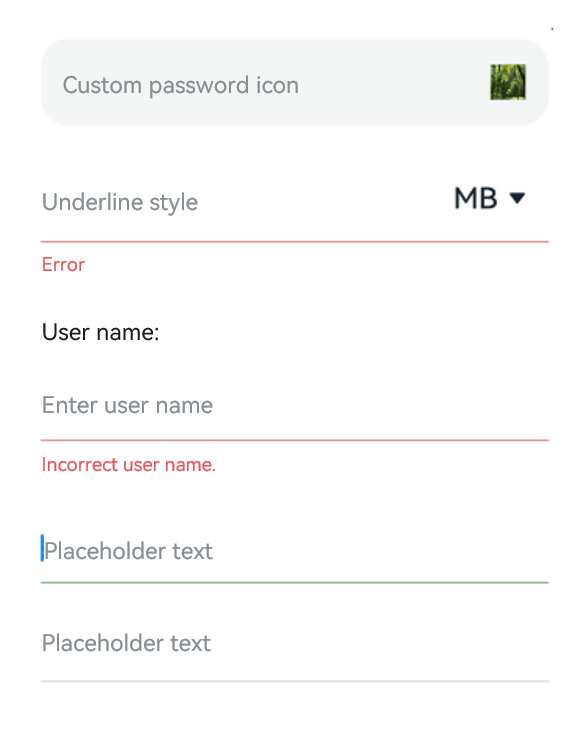 Custom password icon
Underline style MB
Error
User name:
Enter user name
Incorrect user name.
Placeholder text
Placeholder text